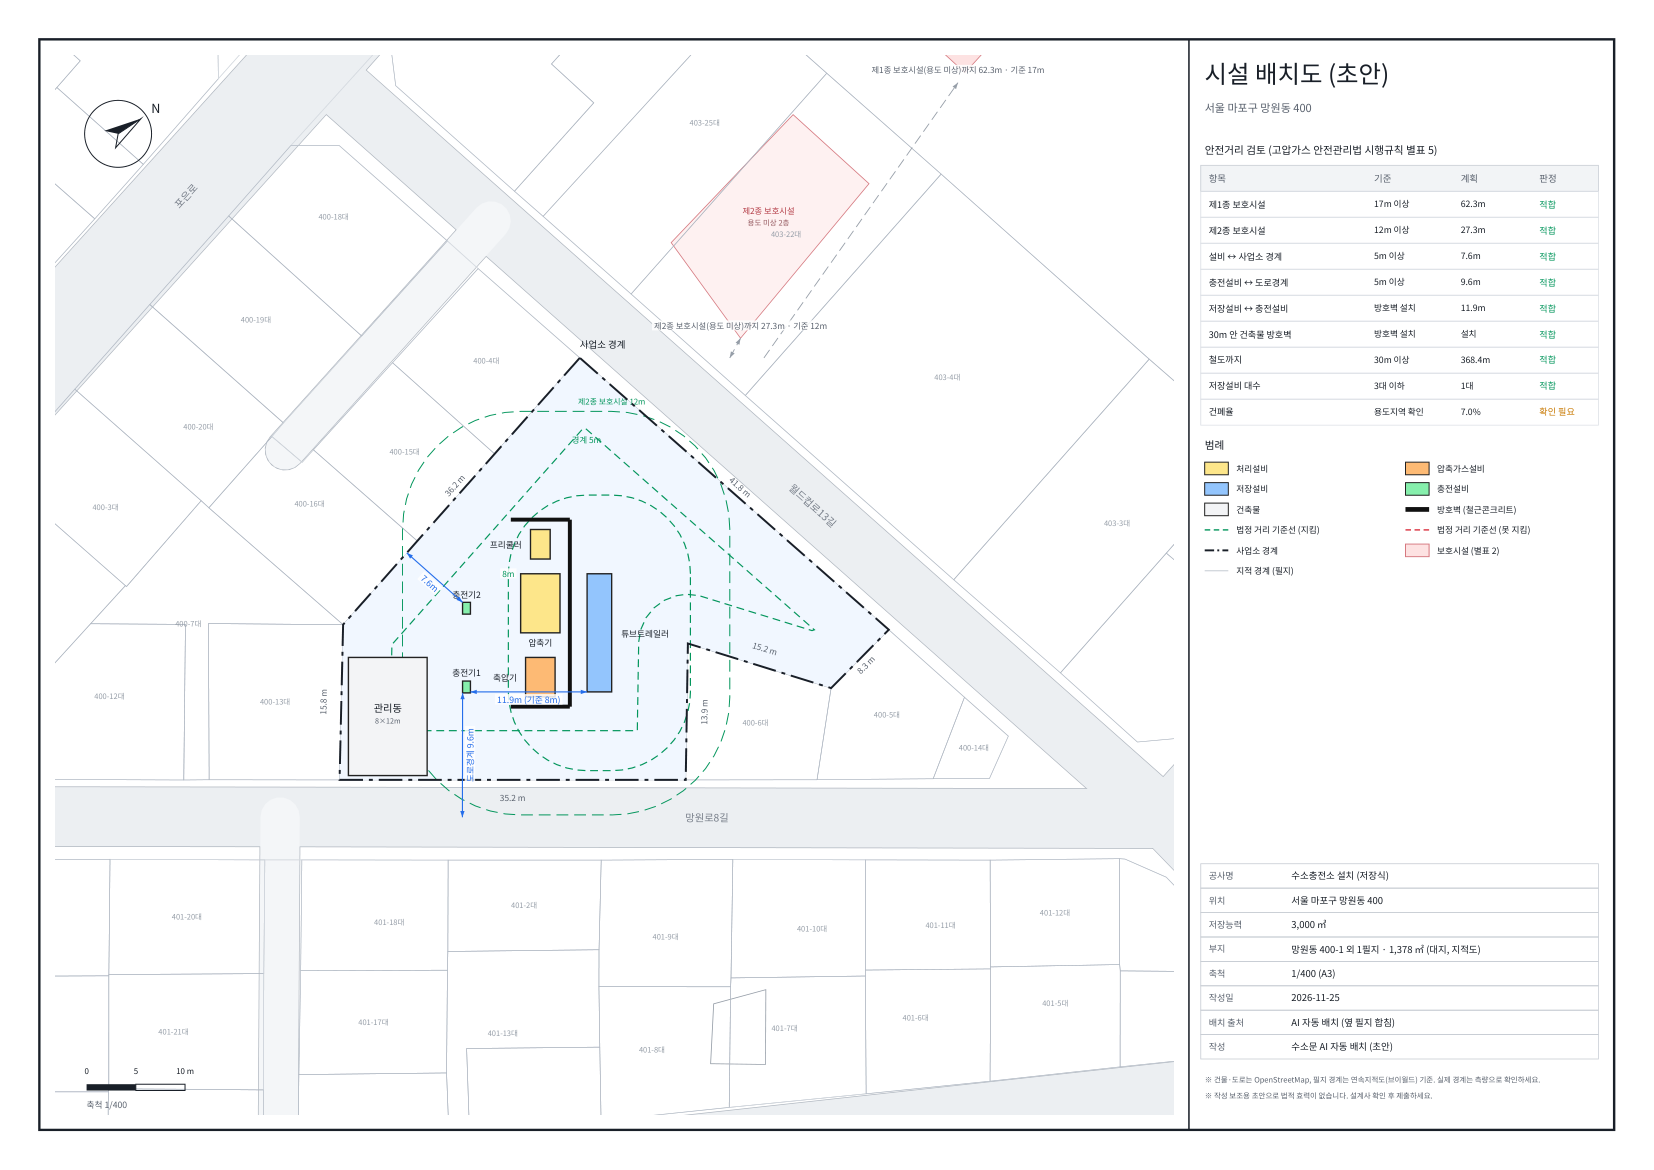 시설 배치도 (초안)
서울 마포구 망원동 400
안전거리 검토 (고압가스 안전관리법 시행규칙 별표 5)
항목 기준 계획 판정
제1종 보호시설 17m 이상 62.3m 적합
제2종 보호시설 12m 이상 27.3m 적합
설비 ↔ 사업소 경계 5m 이상 7.6m 적합
충전설비 ↔ 도로경계 5m 이상 9.6m 적합
저장설비 ↔ 충전설비 방호벽 설치 11.9m 적합
30m 안 건축물 방호벽 방호벽 설치 설치 적합
철도까지 30m 이상 368.4m 적합
저장설비 대수 3대 이하 1대 적합
건폐율 용도지역 확인 7.0% 확인 필요
범례
처리설비 압축가스설비
저장설비 충전설비
건축물 방호벽 (철근콘크리트)
법정 거리 기준선 (지킴) 법정 거리 기준선 (못 지킴)
사업소 경계 보호시설 (별표 2)
지적 경계 (필지)
공사명 수소충전소 설치 (저장식)
위치 서울 마포구 망원동 400
저장능력 3,000 ㎥
부지 망원동 400-1 외 1필지 · 1,378 ㎡ (대지, 지적도)
축척 1/400 (A3)
작성일 2026-11-25
배치 출처 AI 자동 배치 (옆 필지 합침)
작성 수소문 AI 자동 배치 (초안)
※ 건물·도로는 OpenStreetMap, 필지 경계는 연속지적도(브이월드) 기준. 실제 경계는 측량으로 확인하세요.
※ 작성 보조용 초안으로 법적 효력이 없습니다. 설계사 확인 후 제출하세요.
제1종 보호시설(용도 미상)까지 62.3m · 기준 17m
N
403-25대
포은로
400-18대
제2종 보호시설
용도 미상 2층
403-22대
400-19대
제2종 보호시설(용도 미상)까지 27.3m · 기준 12m
사업소 경계
400-4대
403-4대
제2종 보호시설 12m
400-20대
경계 5m
400-15대
36.2 m
41.8 m
월드컵로13길
400-3대
400-16대
403-3대
프리쿨러
8m
7.6m
충전기2
400-7대
압축기
튜브트레일러
15.2 m
8.3 m
충전기1
축압기
400-12대
400-13대
15.8 m
관리동
8×12m
11.9m (기준 8m)
13.9 m
400-6대
400-5대
400-14대
도로경계 9.6m
35.2 m
망원로8길
401-20대
401-18대
401-2대
401-9대
401-10대
401-11대
401-12대
401-21대
401-17대
401-13대
401-8대
401-7대
401-6대
401-5대
0 5 10 m
축척 1/400